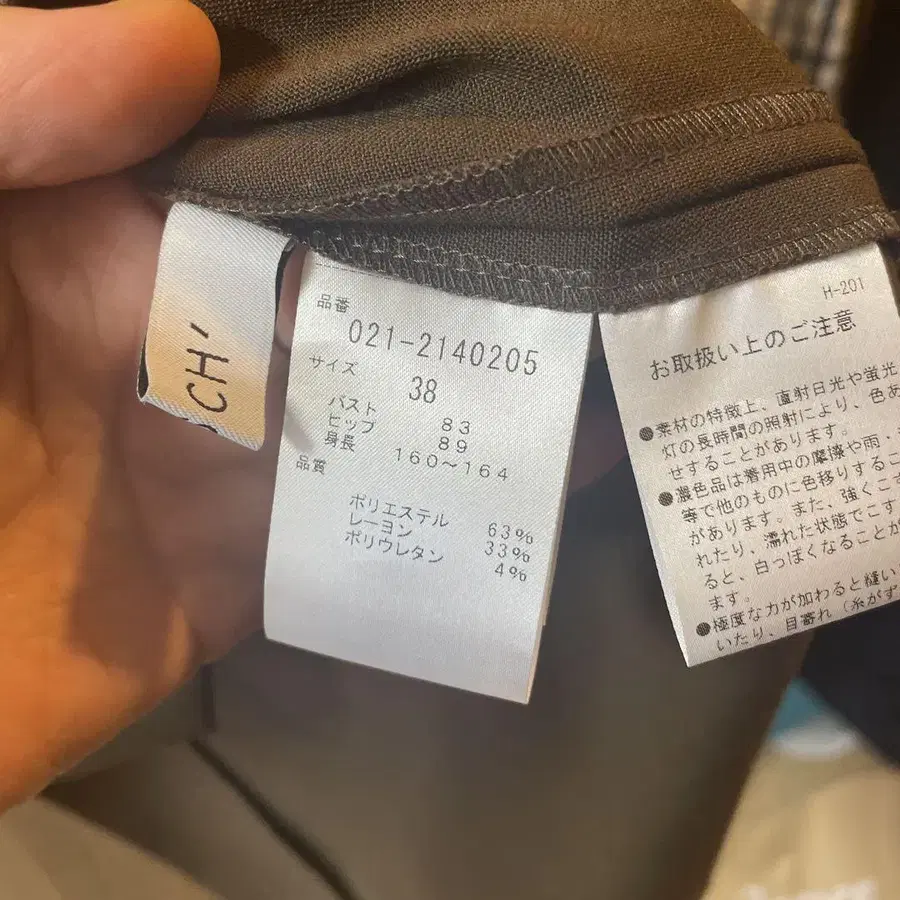 CH'
品番
021-2140205
サイズ
38
バスト 83
ヒップ 89
身長 160〜164
品質
ポリエステル 63%
レーヨン 33%
ポリウレタン 4%
H-201
お取扱い上のご注意
●素材の特徴上、直射日光や蛍光
灯の長時間の照射により、色あ
せすることがあります。
●濃色品は着用中の摩擦や雨・
等で他のものに色移りするこ
があります。また、強くこす
れたり、濡れた状態でこす
ると、白っぽくなることが
ます。
●極度な力が加わると縫い
いたり、目寄れ(糸がず